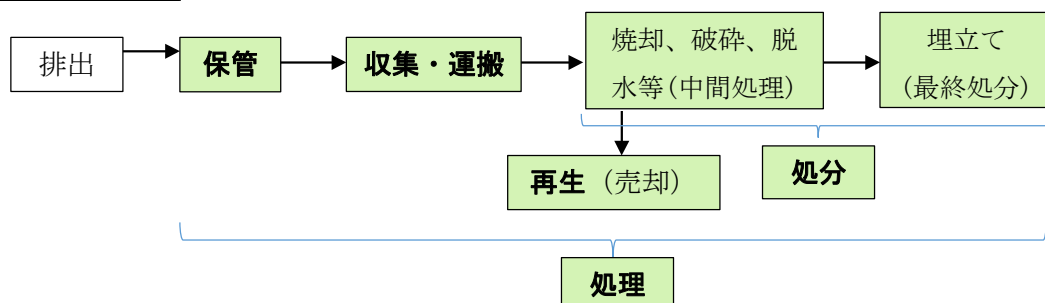 排出
保管
収集・運搬
焼却、破砕、脱
水等(中間処理)
埋立て
(最終処分)
再生（売却）
処分
処理